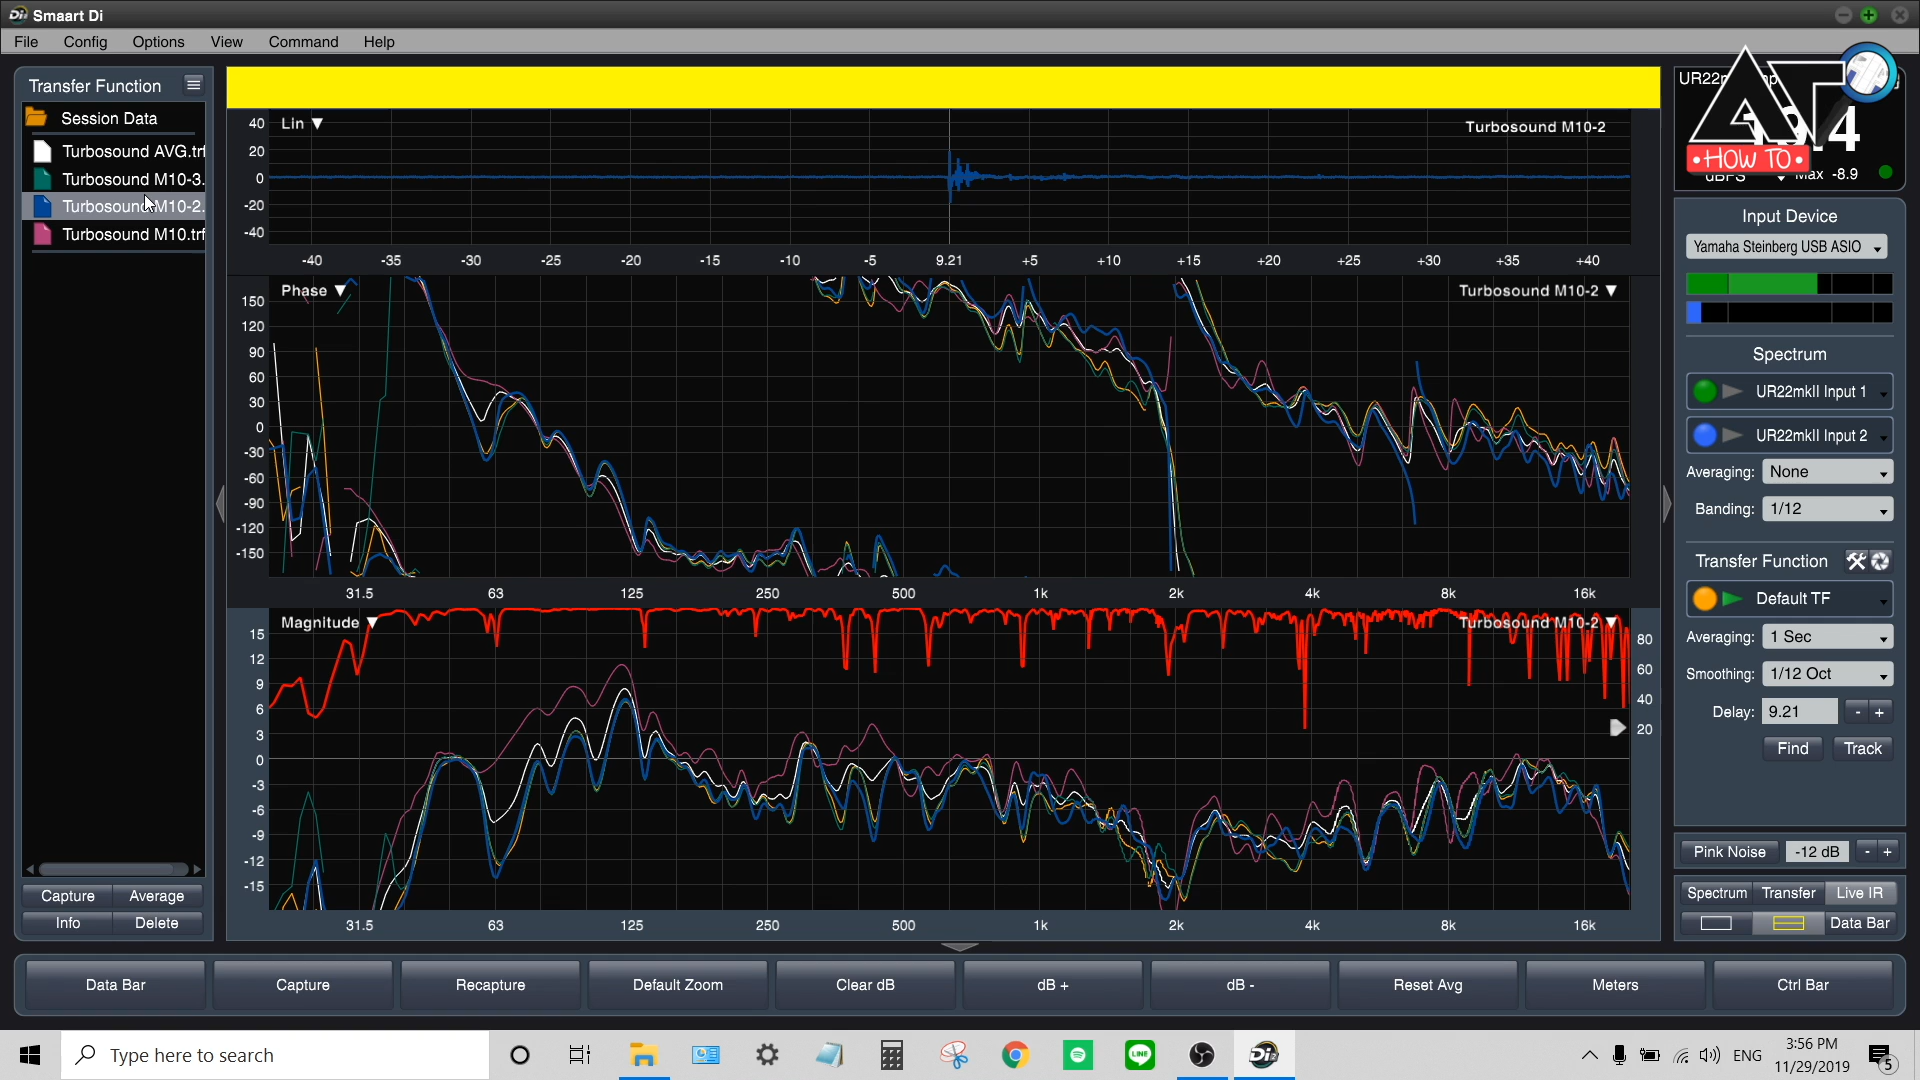 Smaart Di
File Config Options View Command Help
Transfer Function
Session Data
Turbosound AVG.trf
Turbosound M10-3.
Turbosound M10-2.
Turbosound M10.trf
Capture Average
Info Delete
Lin
Turbosound M10-2
40
20
0
-20
-40
-40 -35 -30 -25 -20 -15 -10 -5 9.21 +5 +10 +15 +20 +25 +30 +35 +40
Phase
Turbosound M10-2
150
120
90
60
30
0
-30
-60
-90
-120
-150
31.5 63 125 250 500 1k 2k 4k 8k 16k
Magnitude
Turbosound M10-2
15
12
9
6
3
0
-3
-6
-9
-12
-15
80
60
40
20
31.5 63 125 250 500 1k 2k 4k 8k 16k
HOW TO
4
dBFS Max -8.9
Input Device
Yamaha Steinberg USB ASIO
Spectrum
UR22mkII Input 1
UR22mkII Input 2
Averaging: None
Banding: 1/12
Transfer Function
Default TF
Averaging: 1 Sec
Smoothing: 1/12 Oct
Delay: 9.21 - +
Find Track
Pink Noise -12 dB - +
Spectrum Transfer Live IR
Data Bar
Data Bar Capture Recapture Default Zoom Clear dB dB + dB - Reset Avg Meters Ctrl Bar
Type here to search
LINE
Di2
ENG
3:56 PM
11/29/2019
5